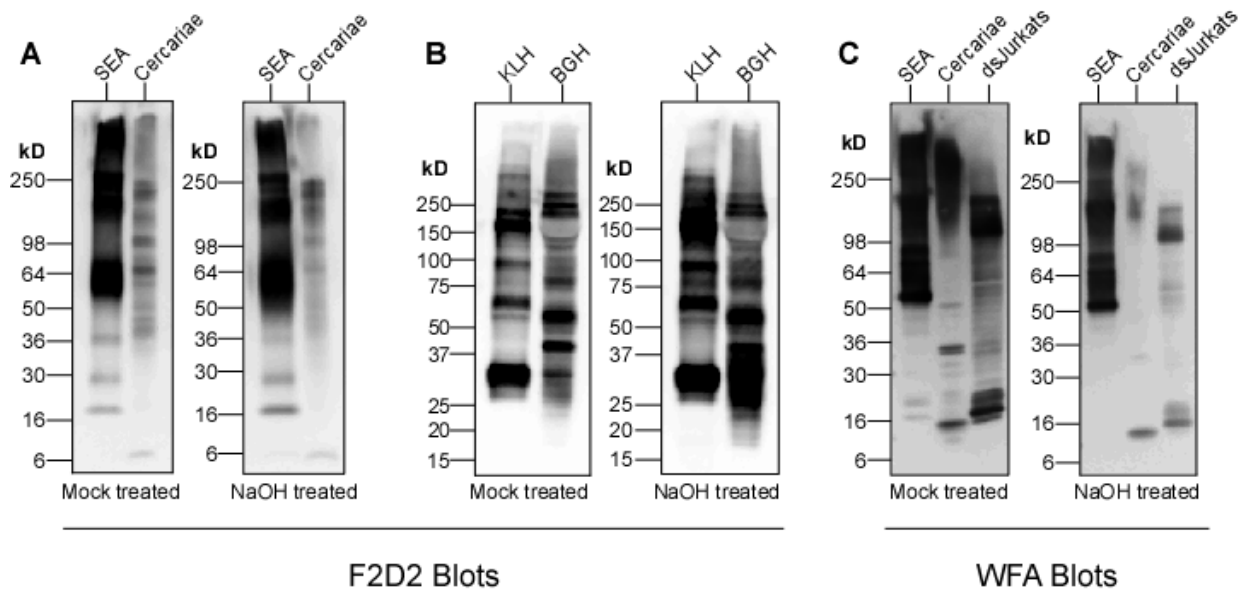 A
SEA
Cercariae
SEA
Cercariae
kD
250
98
64
50
36
30
16
6
250
98
64
50
36
30
16
6
Mock treated
NaOH treated
B
KLH
BGH
KLH
BGH
kD
250
150
100
75
50
37
25
20
15
kD
250
150
100
75
50
37
25
20
15
Mock treated
NaOH treated
F2D2 Blots
C
SEA
Cercariae
dsJurkats
SEA
Cercariae
dsJurkats
kD
250
98
64
50
36
30
16
6
kD
250
98
64
50
36
30
16
6
Mock treated
NaOH treated
WFA Blots